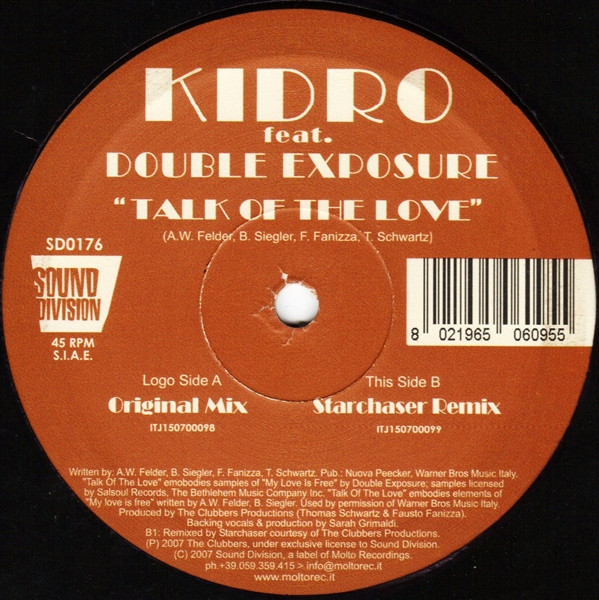 KIDRO
feat.
DOUBLE EXPOSURE
"TALK OF THE LOVE"
(A.W. Felder, B. Siegler, F. Fanizza, T. Schwartz)
SD0176
SOUND
DIVISION
45 RPM
S.I.A.E.
8 021965 060955
Logo Side A
Original Mix
ITJ150700098
This Side B
Starchaser Remix
ITJ150700099
Written by: A.W. Felder, B. Siegler, F. Fanizza, T. Schwartz. Pub.: Nuova Peecker, Warner Bros Music Italy.
"Talk Of The Love" emobodies samples of "My Love Is Free" by Double Exposure; samples licensed
by Salsoul Records, The Bethlehem Music Company Inc. "Talk Of The Love" embodies elements of
"My love is free" written by A.W. Felder, B. Siegler. Used by permission of Warner Bros Music Italy.
Produced by The Clubbers Productions (Thomas Schwartz & Fausto Fanizza).
Backing vocals & production by Sarah Grimaldi.
B1: Remixed by Starchaser courtesy of The Clubbers Productions.
(P) 2007 The Clubbers, under exclusive license to Sound Division.
(C) 2007 Sound Division, a label of Molto Recordings.
ph.+39.059.359.415 > info@moltorec.it
www.moltorec.it